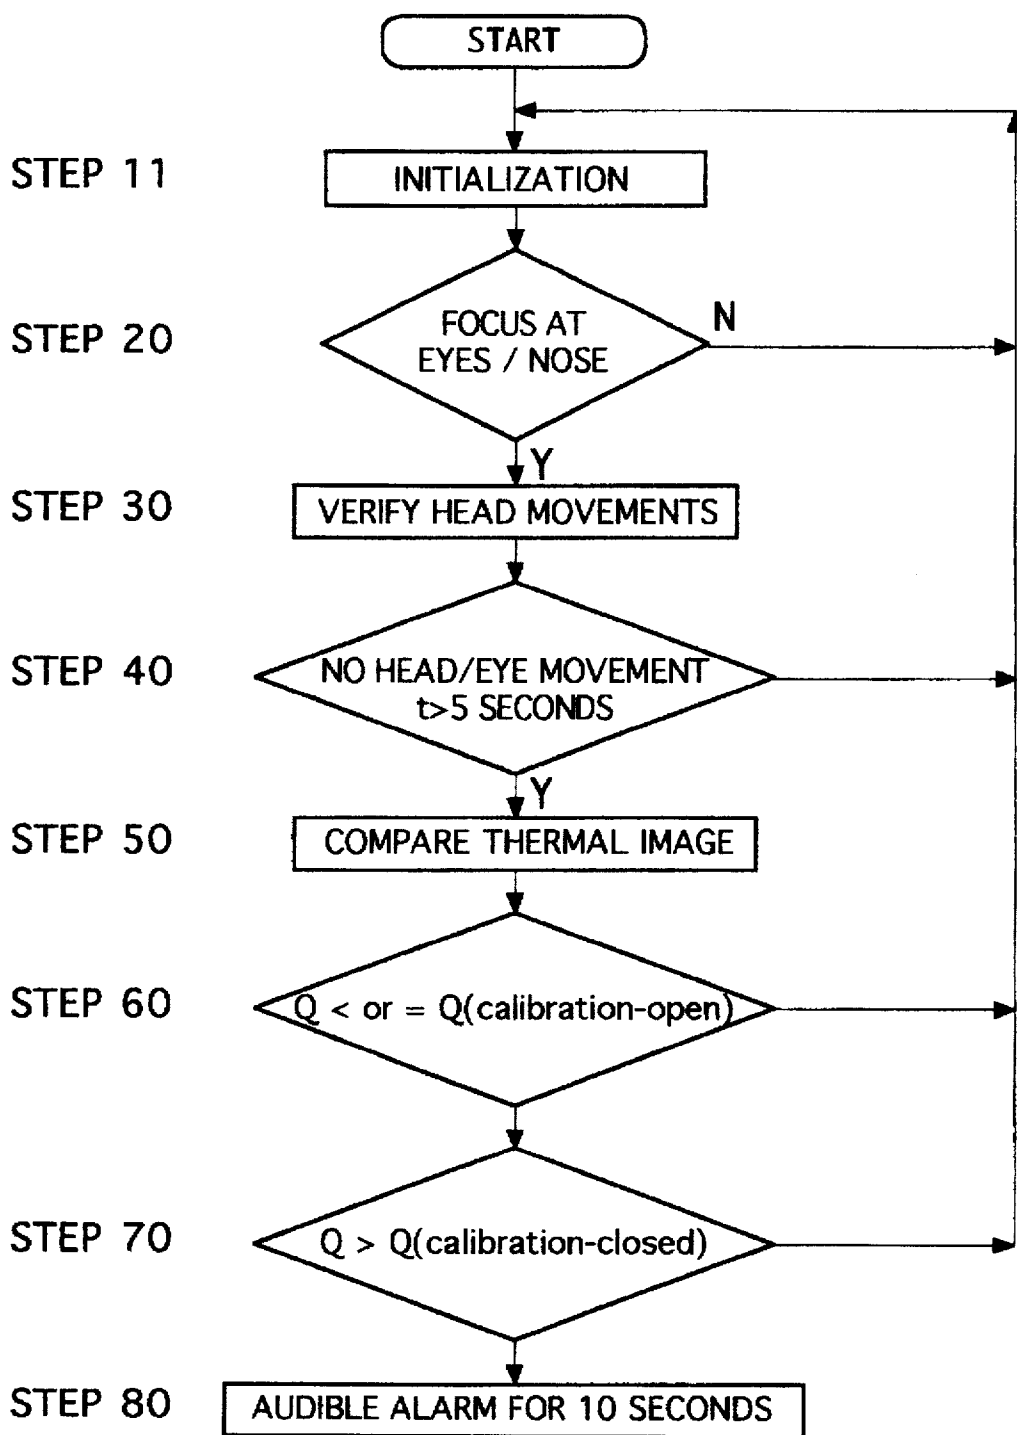 START
STEP 11
INITIALIZATION
STEP 20
FOCUS AT
EYES / NOSE
N
Y
STEP 30
VERIFY HEAD MOVEMENTS
STEP 40
NO HEAD/EYE MOVEMENT
t>5 SECONDS
Y
STEP 50
COMPARE THERMAL IMAGE
STEP 60
Q < or = Q(calibration-open)
STEP 70
Q > Q(calibration-closed)
STEP 80
AUDIBLE ALARM FOR 10 SECONDS